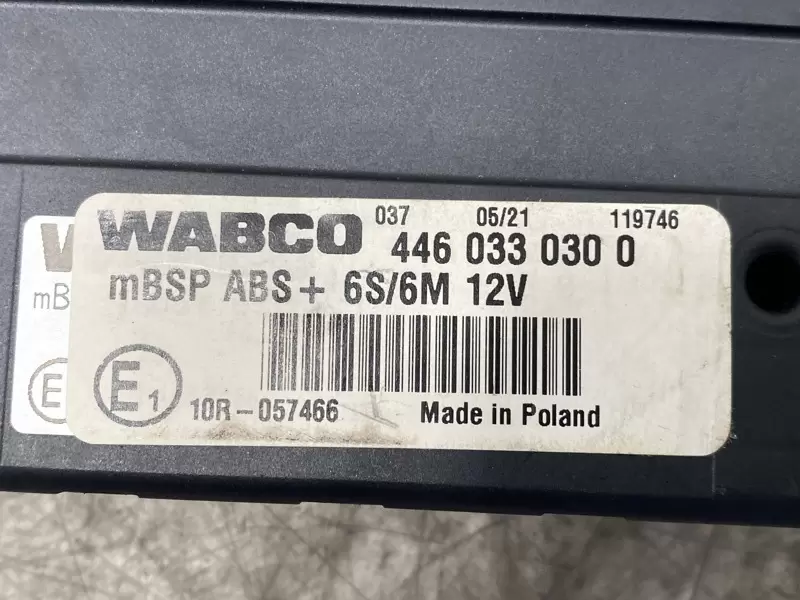 037 05/21 119746
WABCO 446 033 030 0
mBSP ABS+ 6S/6M 12V
E1
10R-057466 Made in Poland
W
mB
E